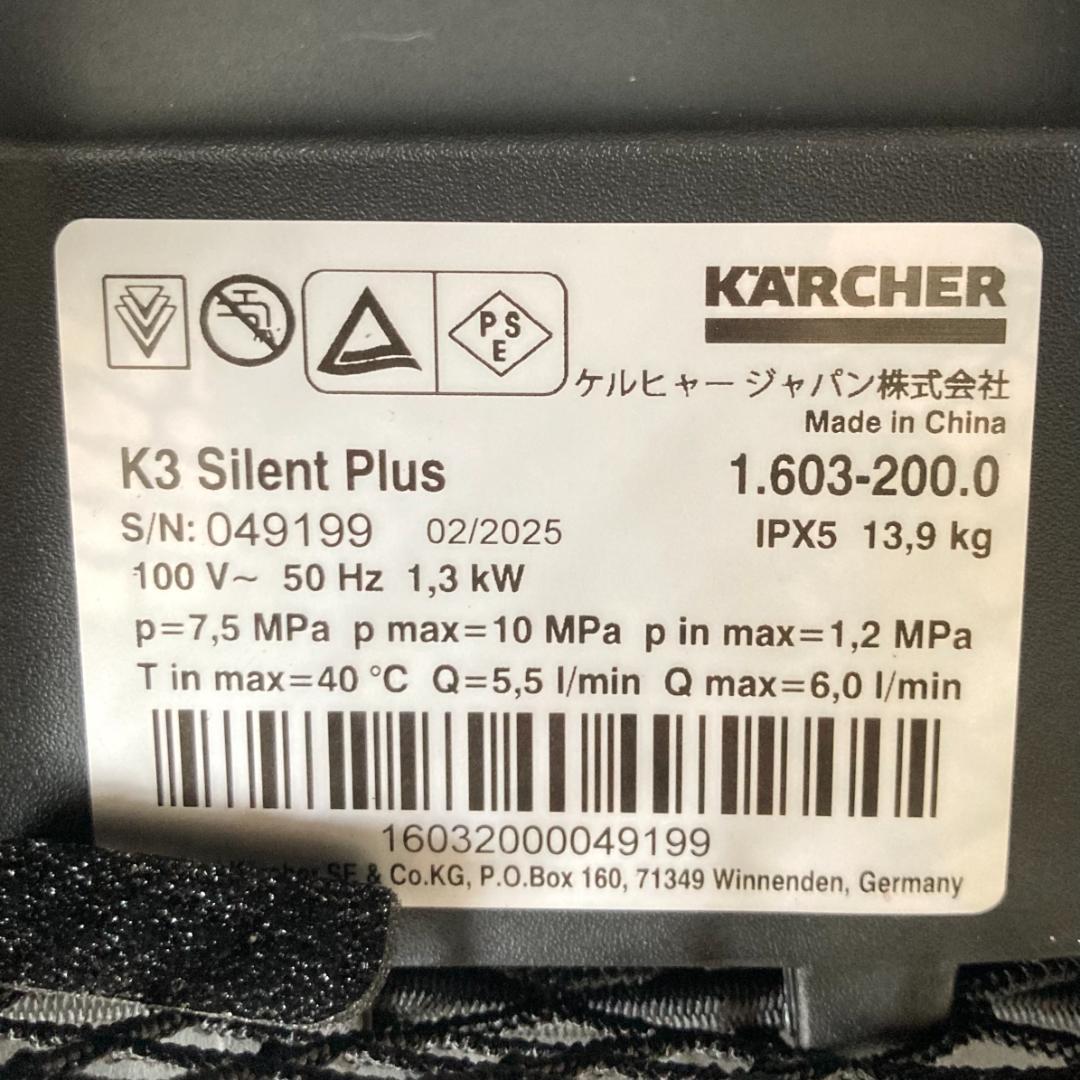 KÄRCHER
PSE
ケルヒャー ジャパン株式会社
Made in China
K3 Silent Plus 1.603-200.0
S/N: 049199 02/2025 IPX5 13,9 kg
100 V~ 50 Hz 1,3 kW
p=7,5 MPa p max=10 MPa p in max=1,2 MPa
T in max=40 °C Q=5,5 l/min Q max=6,0 l/min
16032000049199
SE & Co.KG, P.O.Box 160, 71349 Winnenden, Germany